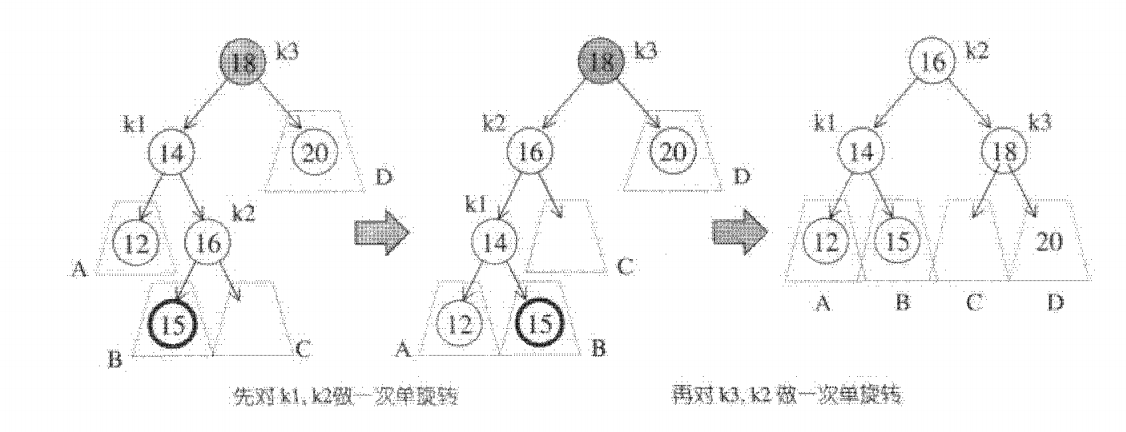 18 k3
k1
14 20
D
k2
12 16
A
15
B C
18 k3
k2
16 20
D
k1
14
C
12 15
A B
16 k2
k1 k3
14 18
12 15 20
A B C D
先对 k1, k2做一次单旋转
再对 k3, k2 做一次单旋转